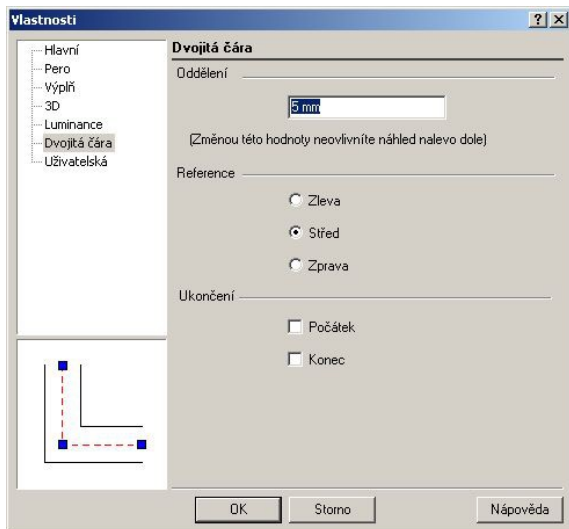 Vlastnosti
Hlavní
Pero
Výplň
3D
Luminance
Dvojitá čára
Uživatelská
Dvojitá čára
Oddělení
5 mm
(Změnou této hodnoty neovlivníte náhled nalevo dole)
Reference
Zleva
Střed
Zprava
Ukončení
Počátek
Konec
OK
Storno
Nápověda